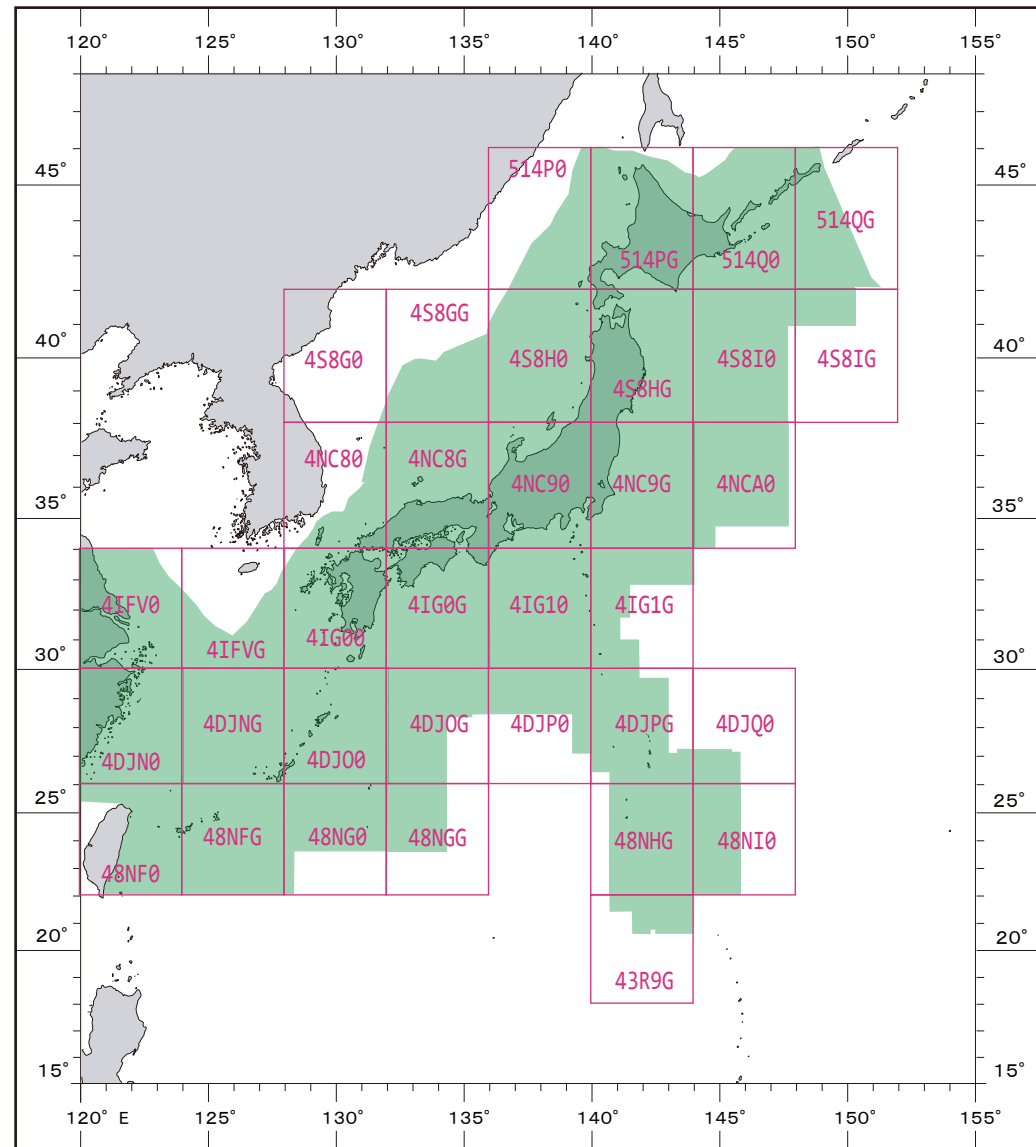 120° 125° 130° 135° 140° 145° 150° 155°
514P0
45° 45°
514QG
514PG 514Q0
4S8GG
40° 4S8G0 4S8H0 4S8I0 4S8IG 40°
4S8HG
4NC80 4NC8G
4NC90 4NC9G 4NCA0
35° 35°
4IFV0 4IG0G 4IG10 4IG1G
4IG00
4IFVG
30° 30°
4DJNG 4DJOG 4DJP0 4DJPG 4DJQ0
4DJN0 4DJO0
25° 25°
48NFG 48NG0 48NGG 48NHG 48NI0
48NF0
20° 20°
43R9G
15° 15°
120° E 125° 130° 135° 140° 145° 150° 155°